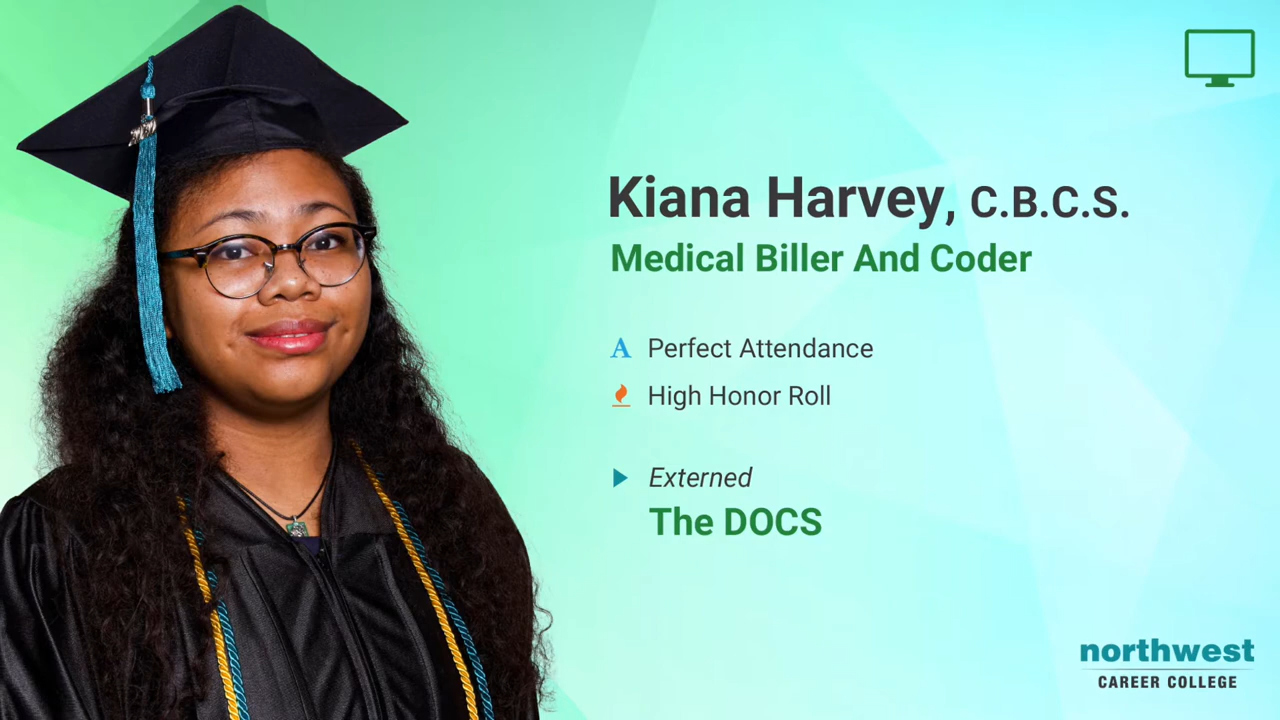 Kiana Harvey, C.B.C.S.
Medical Biller And Coder
A Perfect Attendance
High Honor Roll
Externed
The DOCS
northwest
CAREER COLLEGE